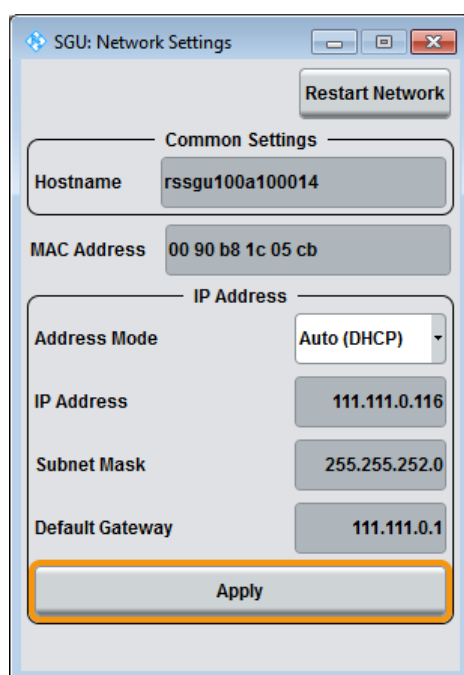 SGU: Network Settings
Restart Network
Common Settings
Hostname rssgu100a100014
MAC Address 00 90 b8 1c 05 cb
IP Address
Address Mode Auto (DHCP)
IP Address 111.111.0.116
Subnet Mask 255.255.252.0
Default Gateway 111.111.0.1
Apply